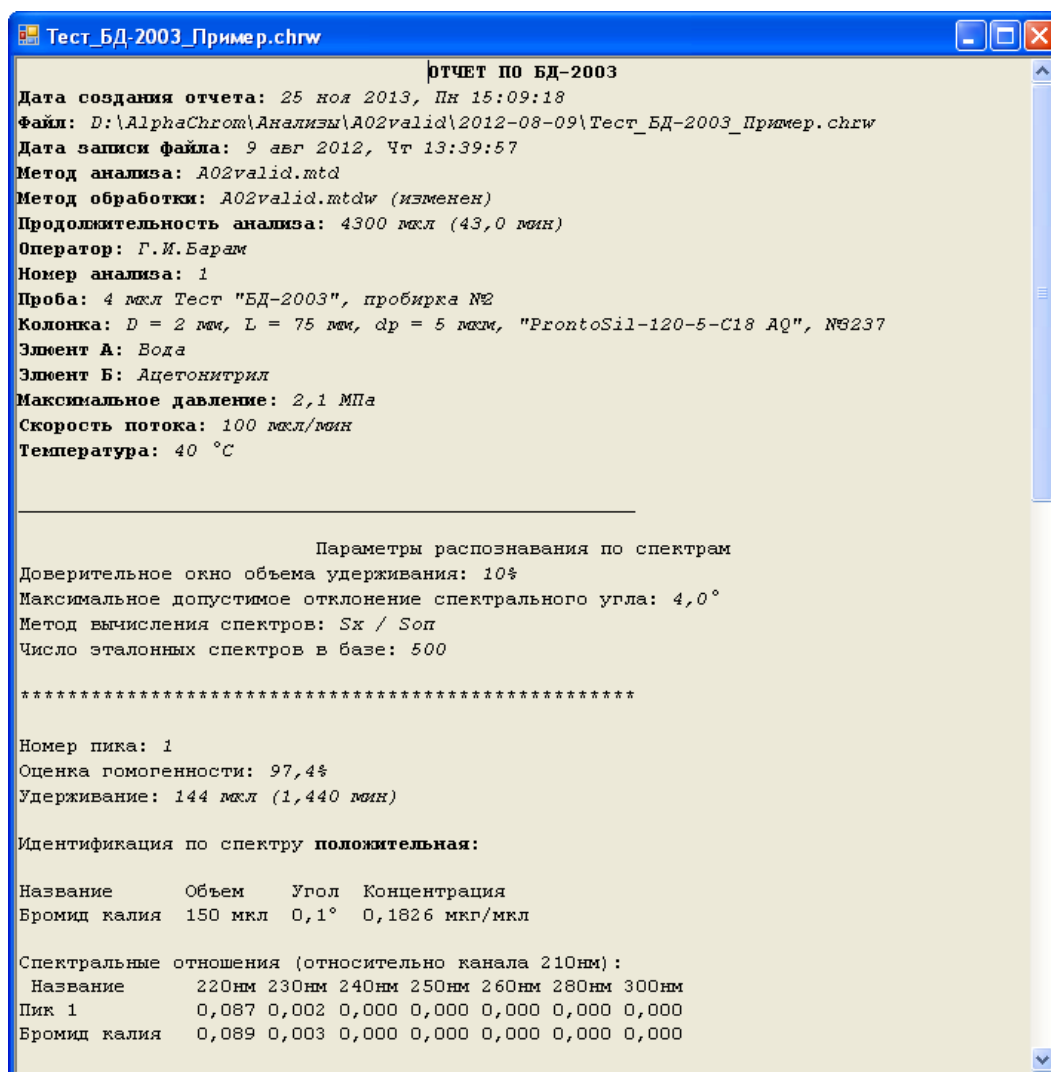 Тест_БД-2003_Пример.chrw
ОТЧЕТ ПО БД-2003
Дата создания отчета: 25 ноя 2013, Пн 15:09:18
Файл: D:\AlphaChrom\Анализы\A02valid\2012-08-09\Тест_БД-2003_Пример.chrw
Дата записи файла: 9 авг 2012, Чт 13:39:57
Метод анализа: A02valid.mtd
Метод обработки: A02valid.mtdw (изменен)
Продолжительность анализа: 4300 мкл (43,0 мин)
Оператор: Г.И.Барам
Номер анализа: 1
Проба: 4 мкл Тест "БД-2003", пробирка №2
Колонка: D = 2 мм, L = 75 мм, dp = 5 мкм, "ProntoSil-120-5-C18 AQ", №3237
Элюент А: Вода
Элюент Б: Ацетонитрил
Максимальное давление: 2,1 МПа
Скорость потока: 100 мкл/мин
Температура: 40 °C
Параметры распознавания по спектрам
Доверительное окно объема удерживания: 10%
Максимальное допустимое отклонение спектрального угла: 4,0°
Метод вычисления спектров: Sx / Sоп
Число эталонных спектров в базе: 500
****************************************************
Номер пика: 1
Оценка гомогенности: 97,4%
Удерживание: 144 мкл (1,440 мин)
Идентификация по спектру положительная:
Название Объем Угол Концентрация
Бромид калия 150 мкл 0,1° 0,1826 мкг/мкл
Спектральные отношения (относительно канала 210нм):
Название 220нм 230нм 240нм 250нм 260нм 280нм 300нм
Пик 1 0,087 0,002 0,000 0,000 0,000 0,000 0,000
Бромид калия 0,089 0,003 0,000 0,000 0,000 0,000 0,000